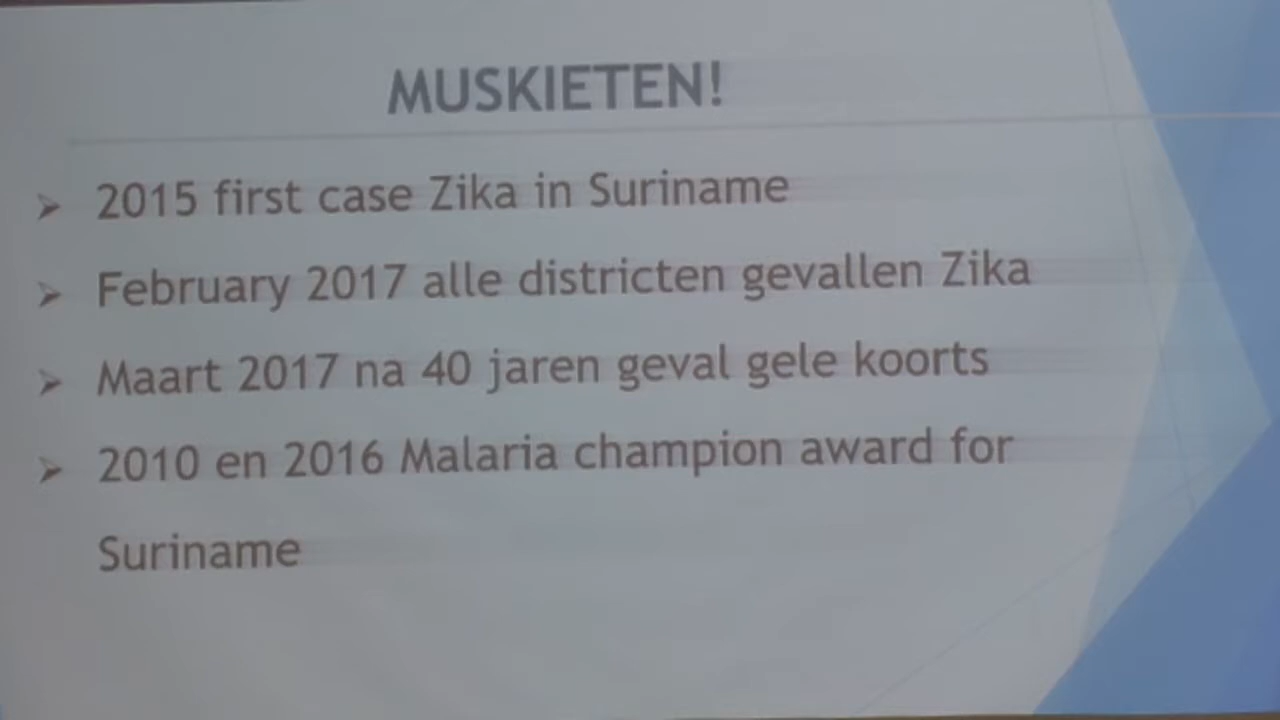 MUSKIETEN!
➤ 2015 first case Zika in Suriname
➤ February 2017 alle districten gevallen Zika
➤ Maart 2017 na 40 jaren geval gele koorts
➤ 2010 en 2016 Malaria champion award for
Suriname